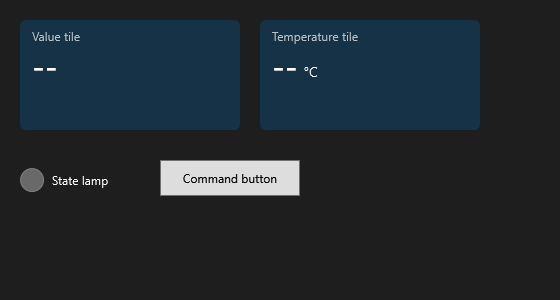 Value tile
--
Temperature tile
-- °C
State lamp
Command button